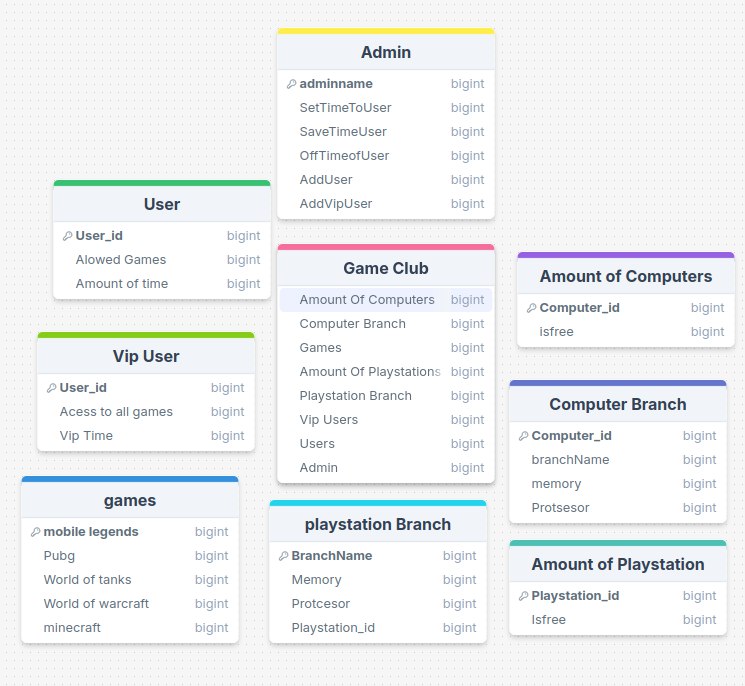 Admin
adminname bigint
SetTimeToUser bigint
SaveTimeUser bigint
OffTimeofUser bigint
AddUser bigint
AddVipUser bigint
User
User_id bigint
Alowed Games bigint
Amount of time bigint
Game Club
Amount Of Computers bigint
Computer Branch bigint
Games bigint
Amount Of Playstations bigint
Playstation Branch bigint
Vip Users bigint
Users bigint
Admin bigint
Amount of Computers
Computer_id bigint
isfree bigint
Vip User
User_id bigint
Acess to all games bigint
Vip Time bigint
Computer Branch
Computer_id bigint
branchName bigint
memory bigint
Protsesor bigint
games
mobile legends bigint
Pubg bigint
World of tanks bigint
World of warcraft bigint
minecraft bigint
playstation Branch
BranchName bigint
Memory bigint
Protcesor bigint
Playstation_id bigint
Amount of Playstation
Playstation_id bigint
Isfree bigint